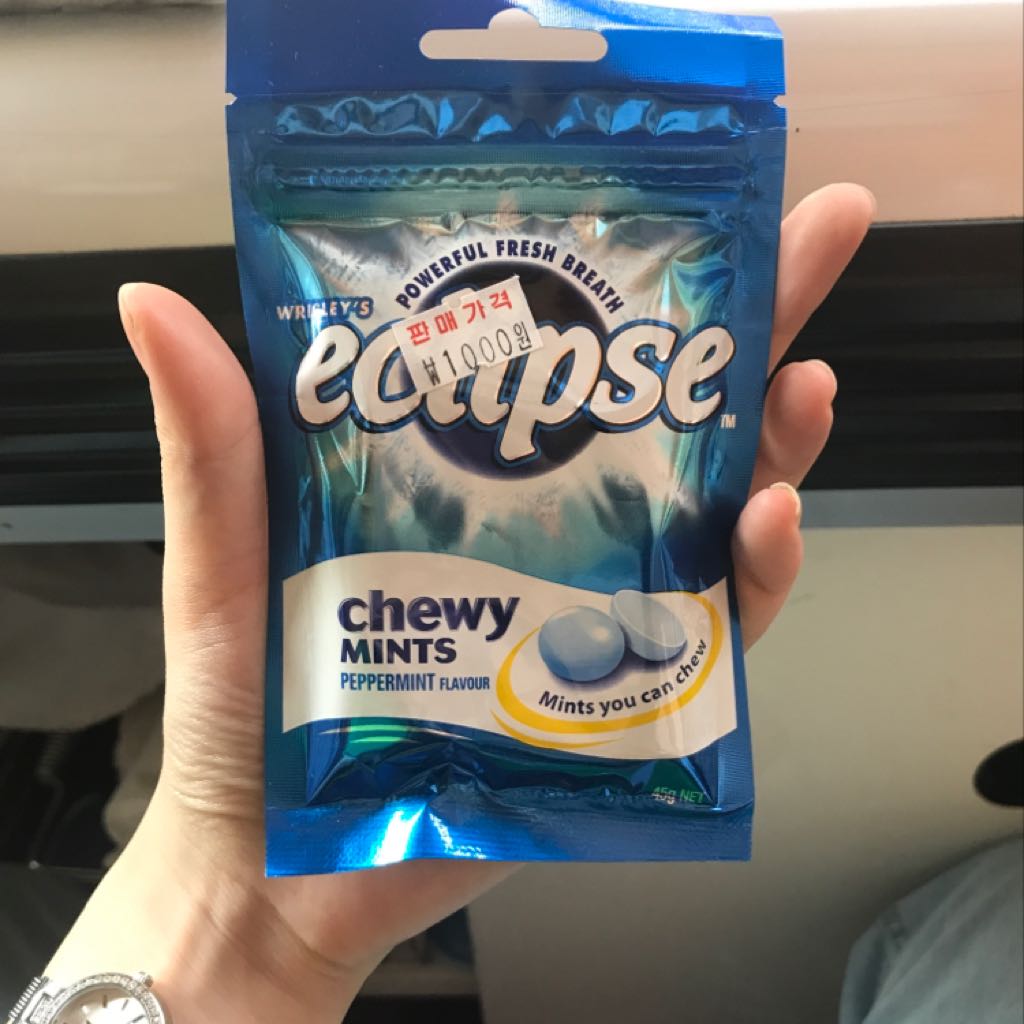 POWERFUL FRESH BREATH
WRIGLEY'S
판매가격
₩1000원
eclipse
TM
chewy
MINTS
PEPPERMINT FLAVOUR
Mints you can chew
45g NET